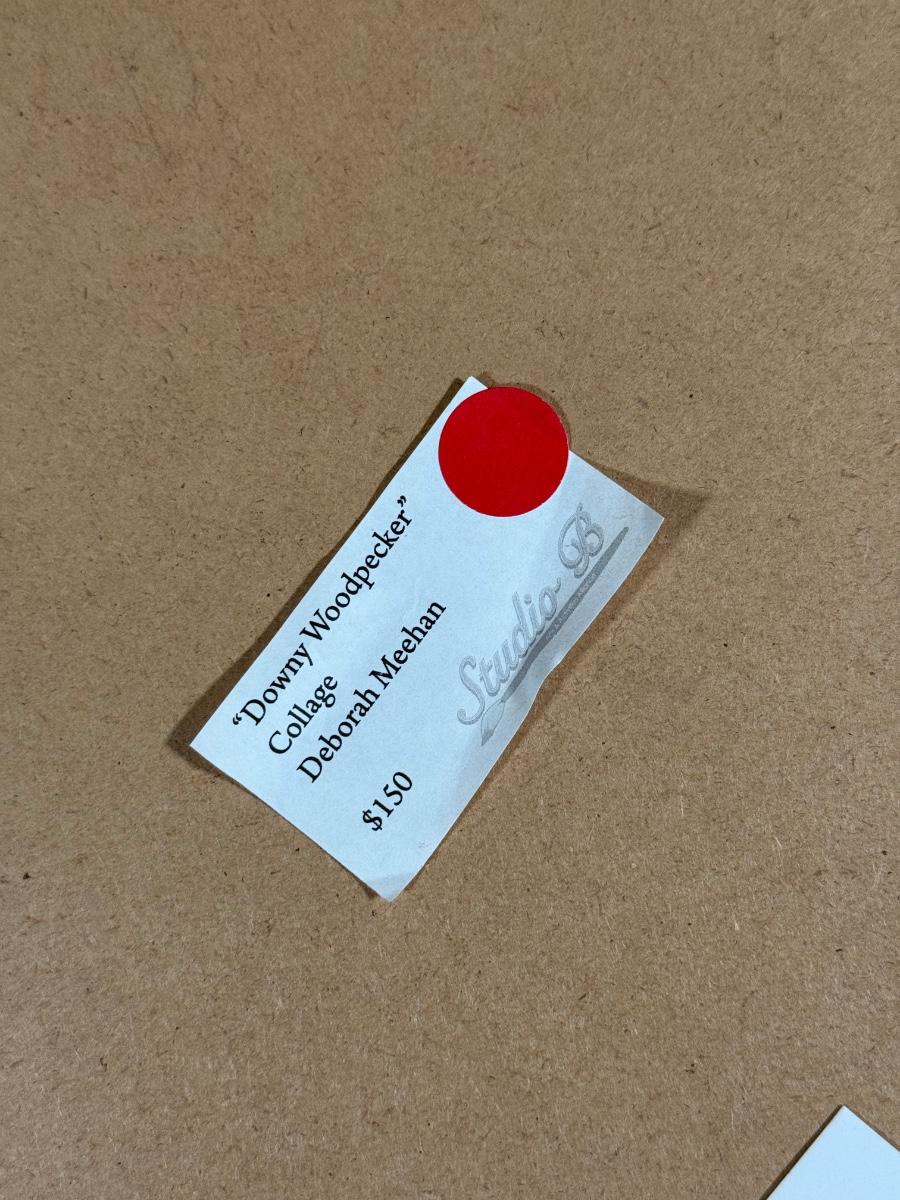 “Downy Woodpecker”
Collage
Deborah Meehan
$150
Studio B